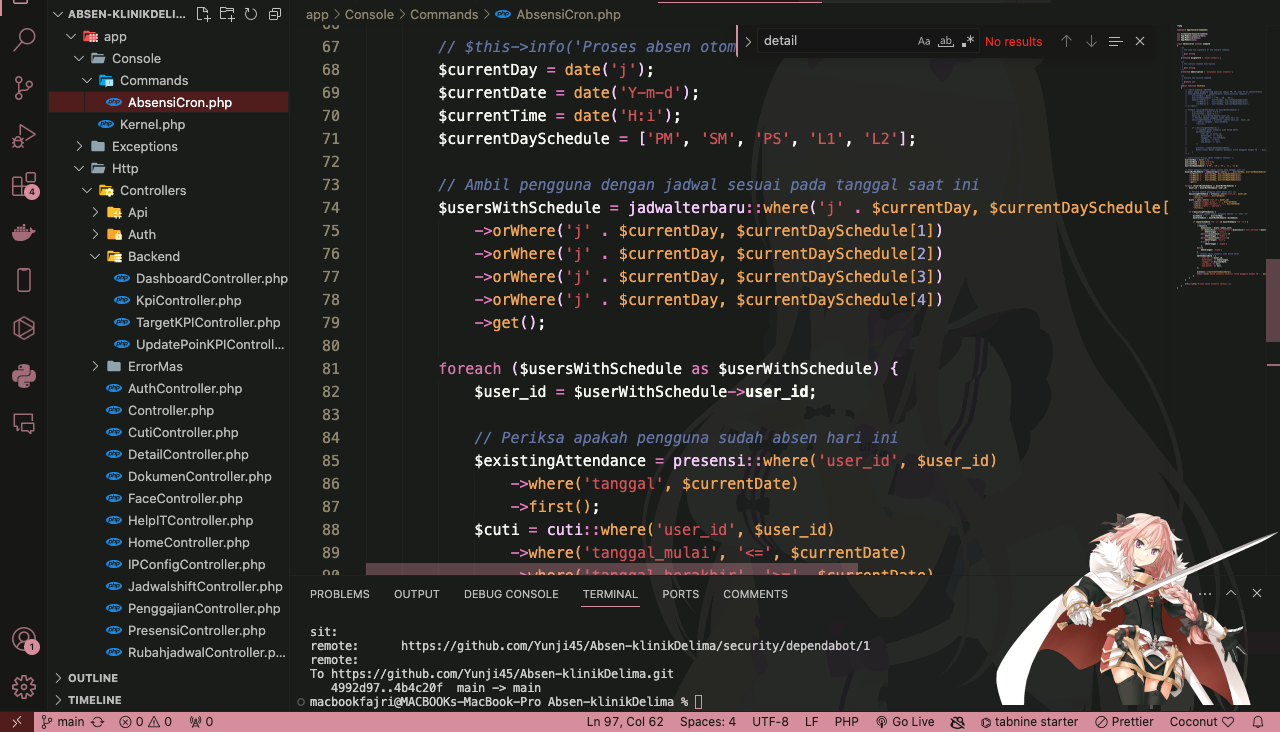 ABSEN-KLINIKDELI...
app
Console
Commands
AbsensiCron.php
Kernel.php
Exceptions
Http
Controllers
Api
Auth
Backend
DashboardController.php
KpiController.php
TargetKPIController.php
UpdatePoinKPIControll...
ErrorMas
AuthController.php
Controller.php
CutiController.php
DetailController.php
DokumenController.php
FaceController.php
HelpITController.php
HomeController.php
IPConfigController.php
JadwalshiftController.php
PenggajianController.php
PresensiController.php
RubahjadwalController.p...
OUTLINE
TIMELINE
4
1
app > Console > Commands > AbsensiCron.php
detail
Aa ab .* No results
67 // $this->info('Proses absen otom
68 $currentDay = date('j');
69 $currentDate = date('Y-m-d');
70 $currentTime = date('H:i');
71 $currentDaySchedule = ['PM', 'SM', 'PS', 'L1', 'L2'];
72
73 // Ambil pengguna dengan jadwal sesuai pada tanggal saat ini
74 $usersWithSchedule = jadwalterbaru::where('j' . $currentDay, $currentDaySchedule[
75 ->orWhere('j' . $currentDay, $currentDaySchedule[1])
76 ->orWhere('j' . $currentDay, $currentDaySchedule[2])
77 ->orWhere('j' . $currentDay, $currentDaySchedule[3])
78 ->orWhere('j' . $currentDay, $currentDaySchedule[4])
79 ->get();
80
81 foreach ($usersWithSchedule as $userWithSchedule) {
82 $user_id = $userWithSchedule->user_id;
83
84 // Periksa apakah pengguna sudah absen hari ini
85 $existingAttendance = presensi::where('user_id', $user_id)
86 ->where('tanggal', $currentDate)
87 ->first();
88 $cuti = cuti::where('user_id', $user_id)
89 ->where('tanggal_mulai', '<=', $currentDate)
90 ->where('tanggal_berakhir', '>=', $currentDate)
PROBLEMS OUTPUT DEBUG CONSOLE TERMINAL PORTS COMMENTS
sit:
remote: https://github.com/Yunji45/Absen-klinikDelima/security/dependabot/1
remote:
To https://github.com/Yunji45/Absen-klinikDelima.git
4992d97..4b4c20f main -> main
macbookfajri@MACBOOKs-MacBook-Pro Absen-klinikDelima %
main 0 0 0 Ln 97, Col 62 Spaces: 4 UTF-8 LF PHP Go Live tabnine starter Prettier Coconut